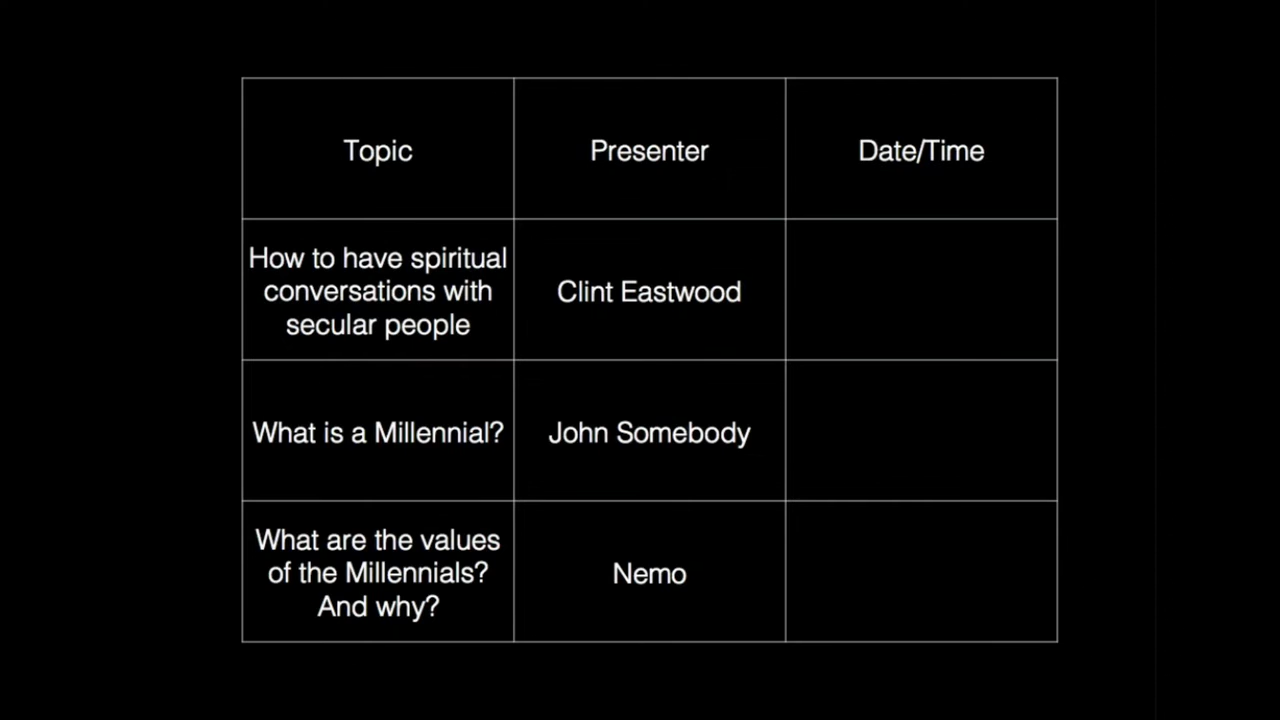 Topic
Presenter
Date/Time
How to have spiritual
conversations with
secular people
Clint Eastwood
What is a Millennial?
John Somebody
What are the values
of the Millennials?
And why?
Nemo